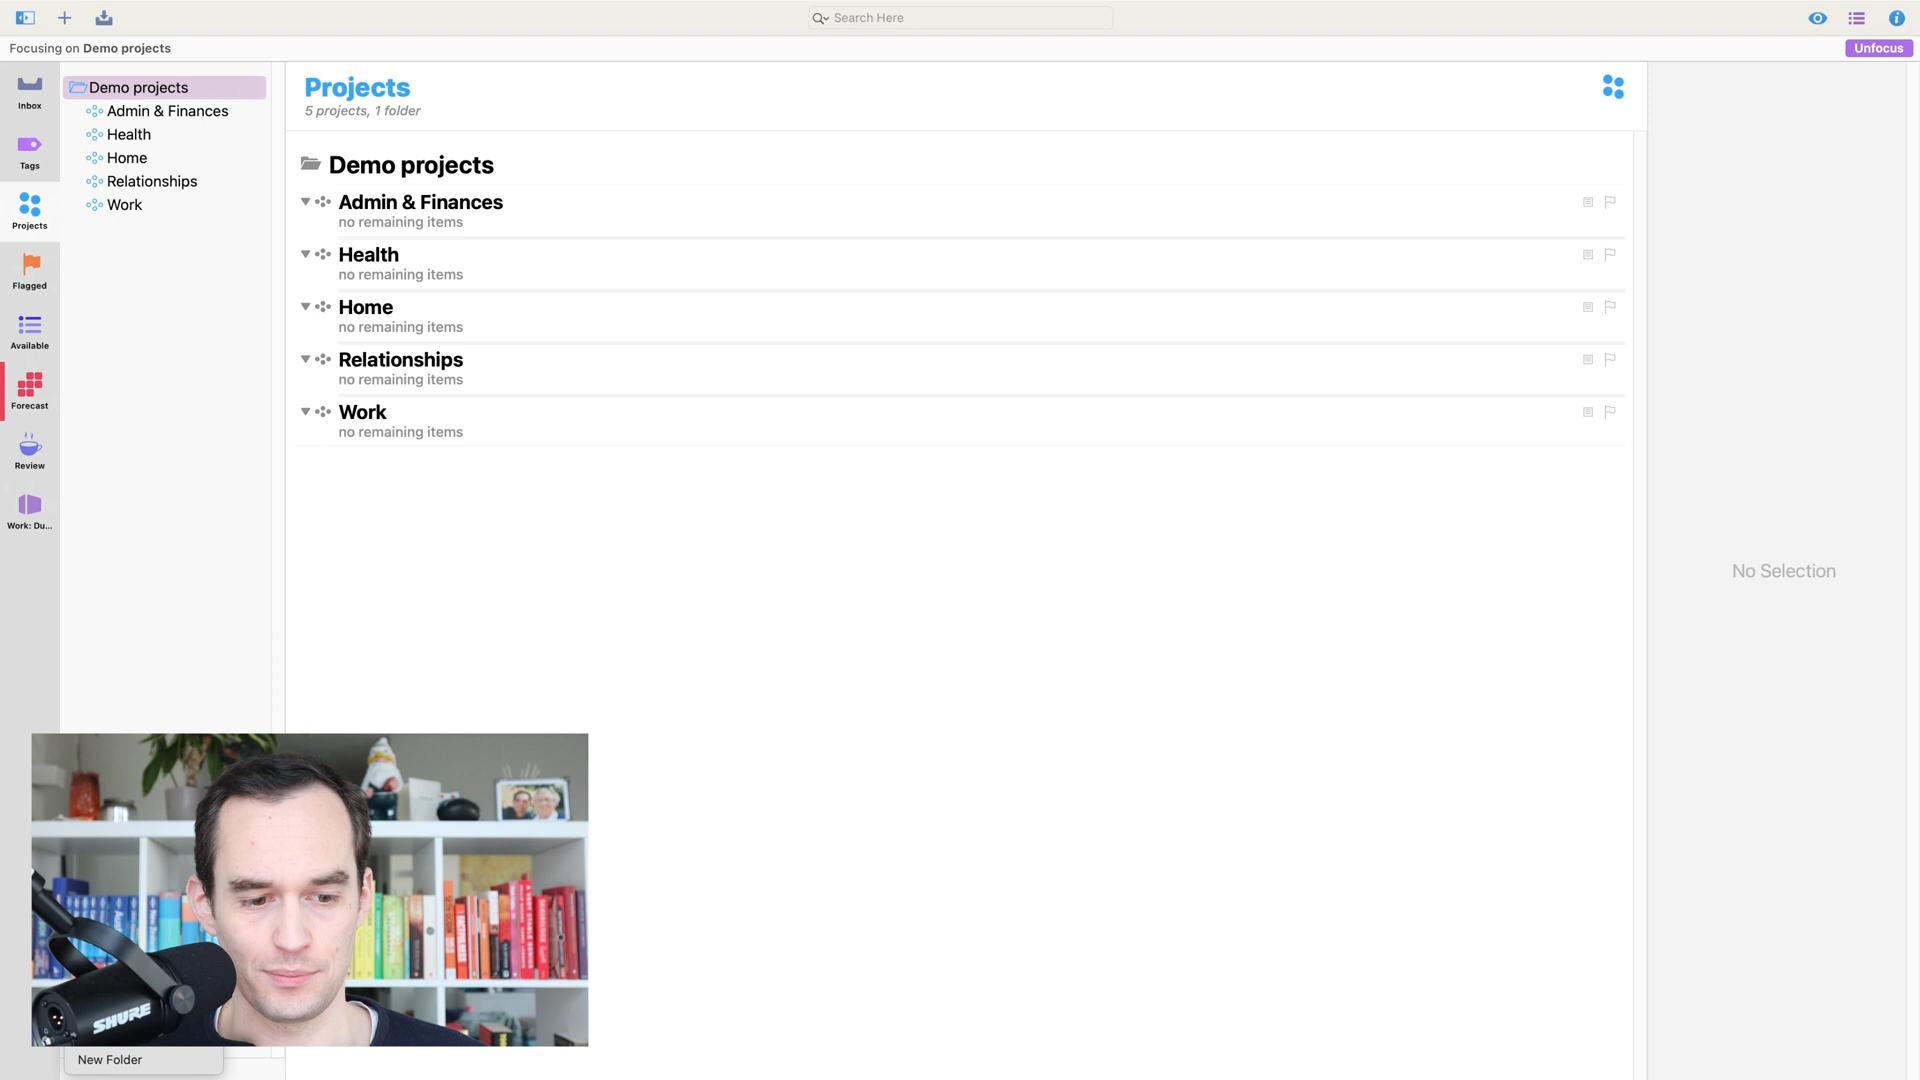 Search Here
Focusing on Demo projects
Unfocus
Inbox
Tags
Projects
Flagged
Available
Forecast
Review
Work: Du...
Demo projects
Admin & Finances
Health
Home
Relationships
Work
Projects
5 projects, 1 folder
Demo projects
Admin & Finances
no remaining items
Health
no remaining items
Home
no remaining items
Relationships
no remaining items
Work
no remaining items
No Selection
SHURE
New Folder